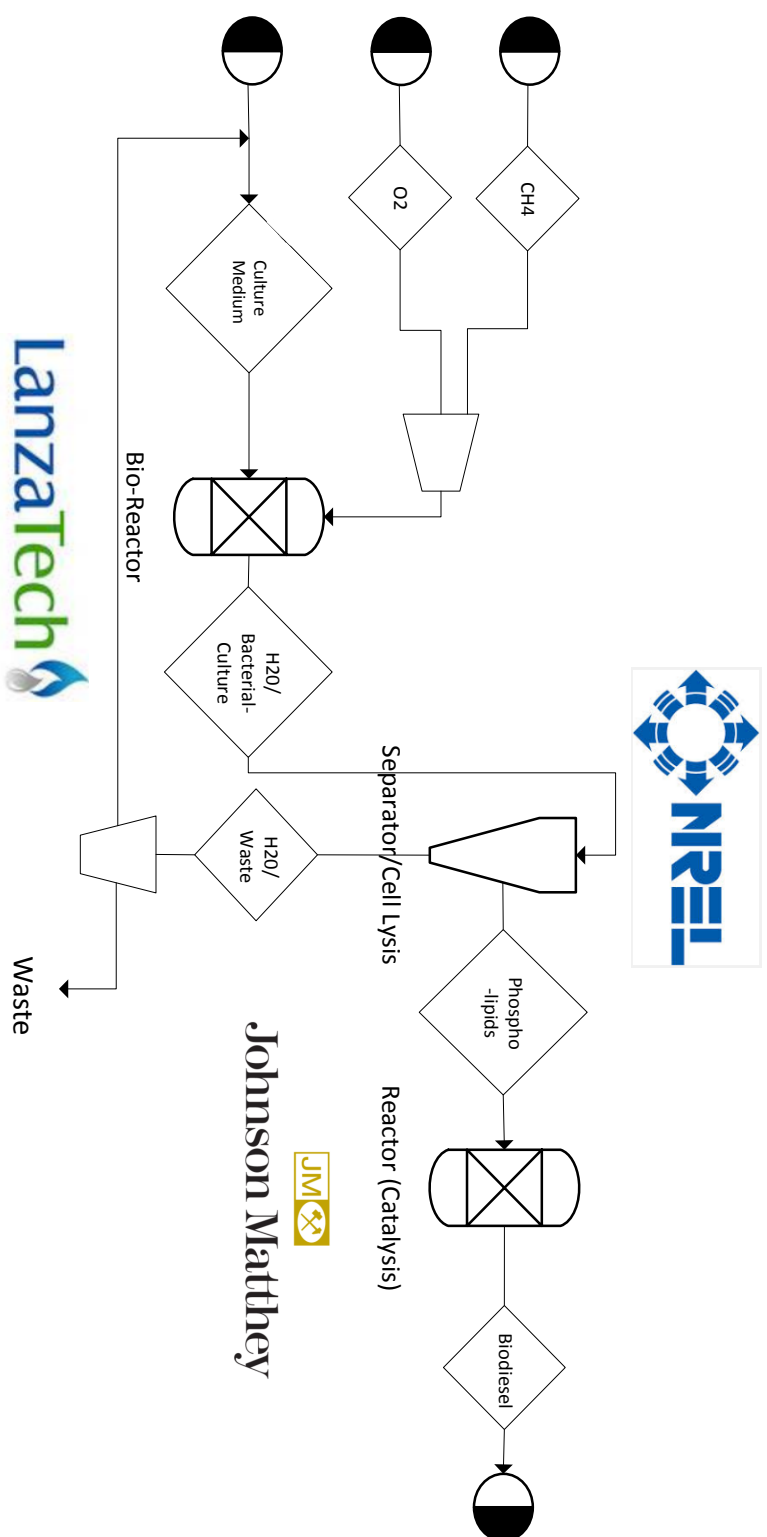 CH4
O2
Culture
Medium
Bio-Reactor
LanzaTech
H20/
Bacterial-
Culture
NREL
Separator/Cell Lysis
H20/
Waste
Waste
Phospho
-lipids
Reactor (Catalysis)
JM
Johnson Matthey
Biodiesel